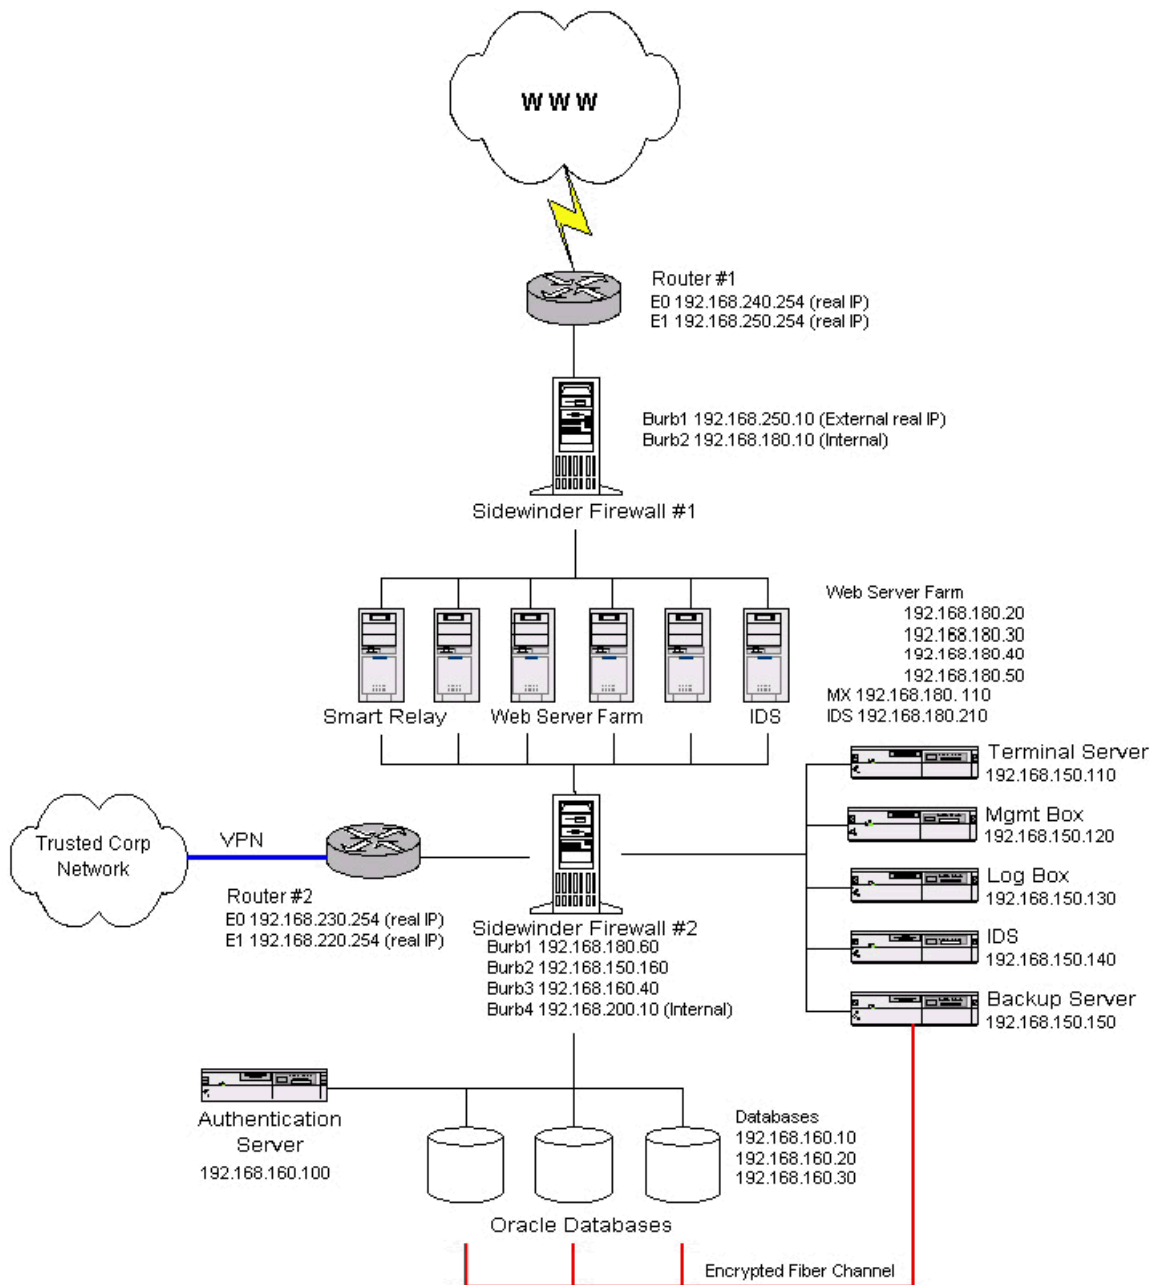 WWW
Router #1
E0 192.168.240.254 (real IP)
E1 192.168.250.254 (real IP)
Burb1 192.168.250.10 (External real IP)
Burb2 192.168.180.10 (Internal)
Sidewinder Firewall #1
Web Server Farm
192.168.180.20
192.168.180.30
192.168.180.40
192.168.180.50
MX 192.168.180. 110
IDS 192.168.180.210
Smart Relay
Web Server Farm
IDS
Terminal Server
192.168.150.110
Mgmt Box
192.168.150.120
Log Box
192.168.150.130
IDS
192.168.150.140
Backup Server
192.168.150.150
Trusted Corp
Network
VPN
Router #2
E0 192.168.230.254 (real IP)
E1 192.168.220.254 (real IP)
Sidewinder Firewall #2
Burb1 192.168.180.60
Burb2 192.168.150.160
Burb3 192.168.160.40
Burb4 192.168.200.10 (Internal)
Authentication
Server
192.168.160.100
Databases
192.168.160.10
192.168.160.20
192.168.160.30
Oracle Databases
Encrypted Fiber Channel